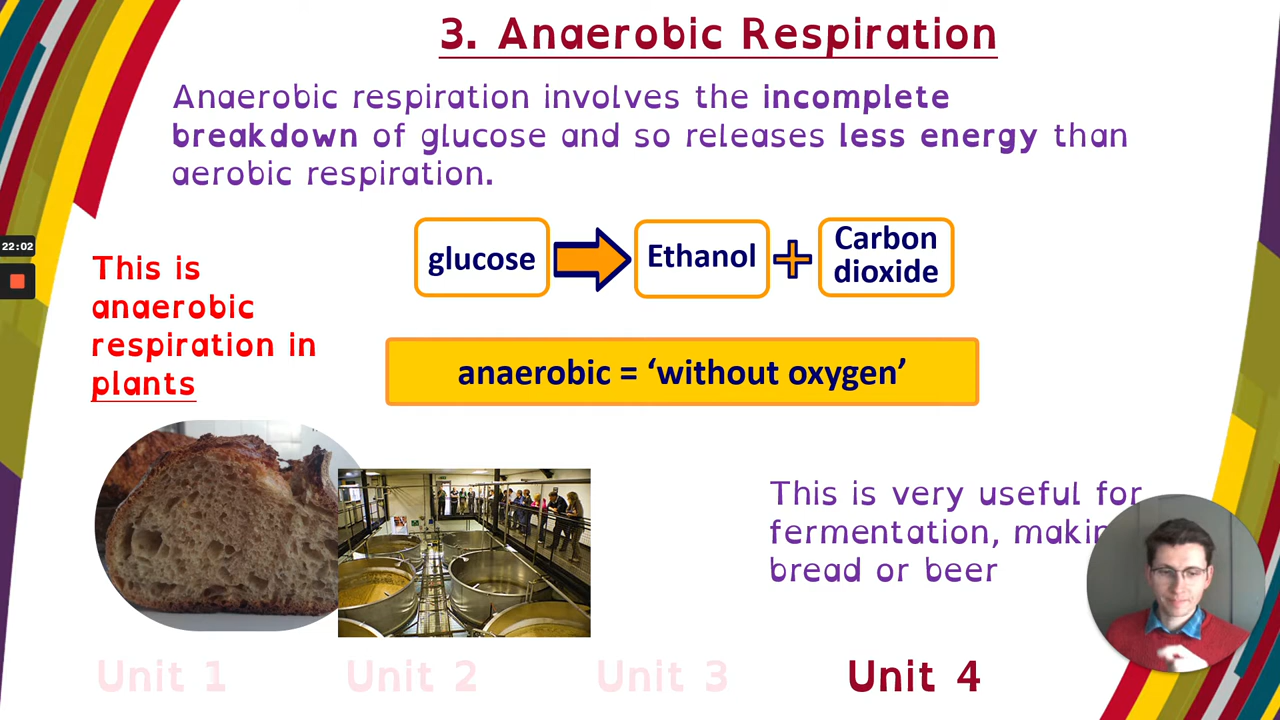 3. Anaerobic Respiration
Anaerobic respiration involves the incomplete
breakdown of glucose and so releases less energy than
aerobic respiration.
glucose
Ethanol
Carbon
dioxide
22:02
This is
anaerobic
respiration in
plants
anaerobic = ‘without oxygen’
This is very useful for
fermentation,
bread or beer
Unit 1
Unit 2
Unit 3
Unit 4